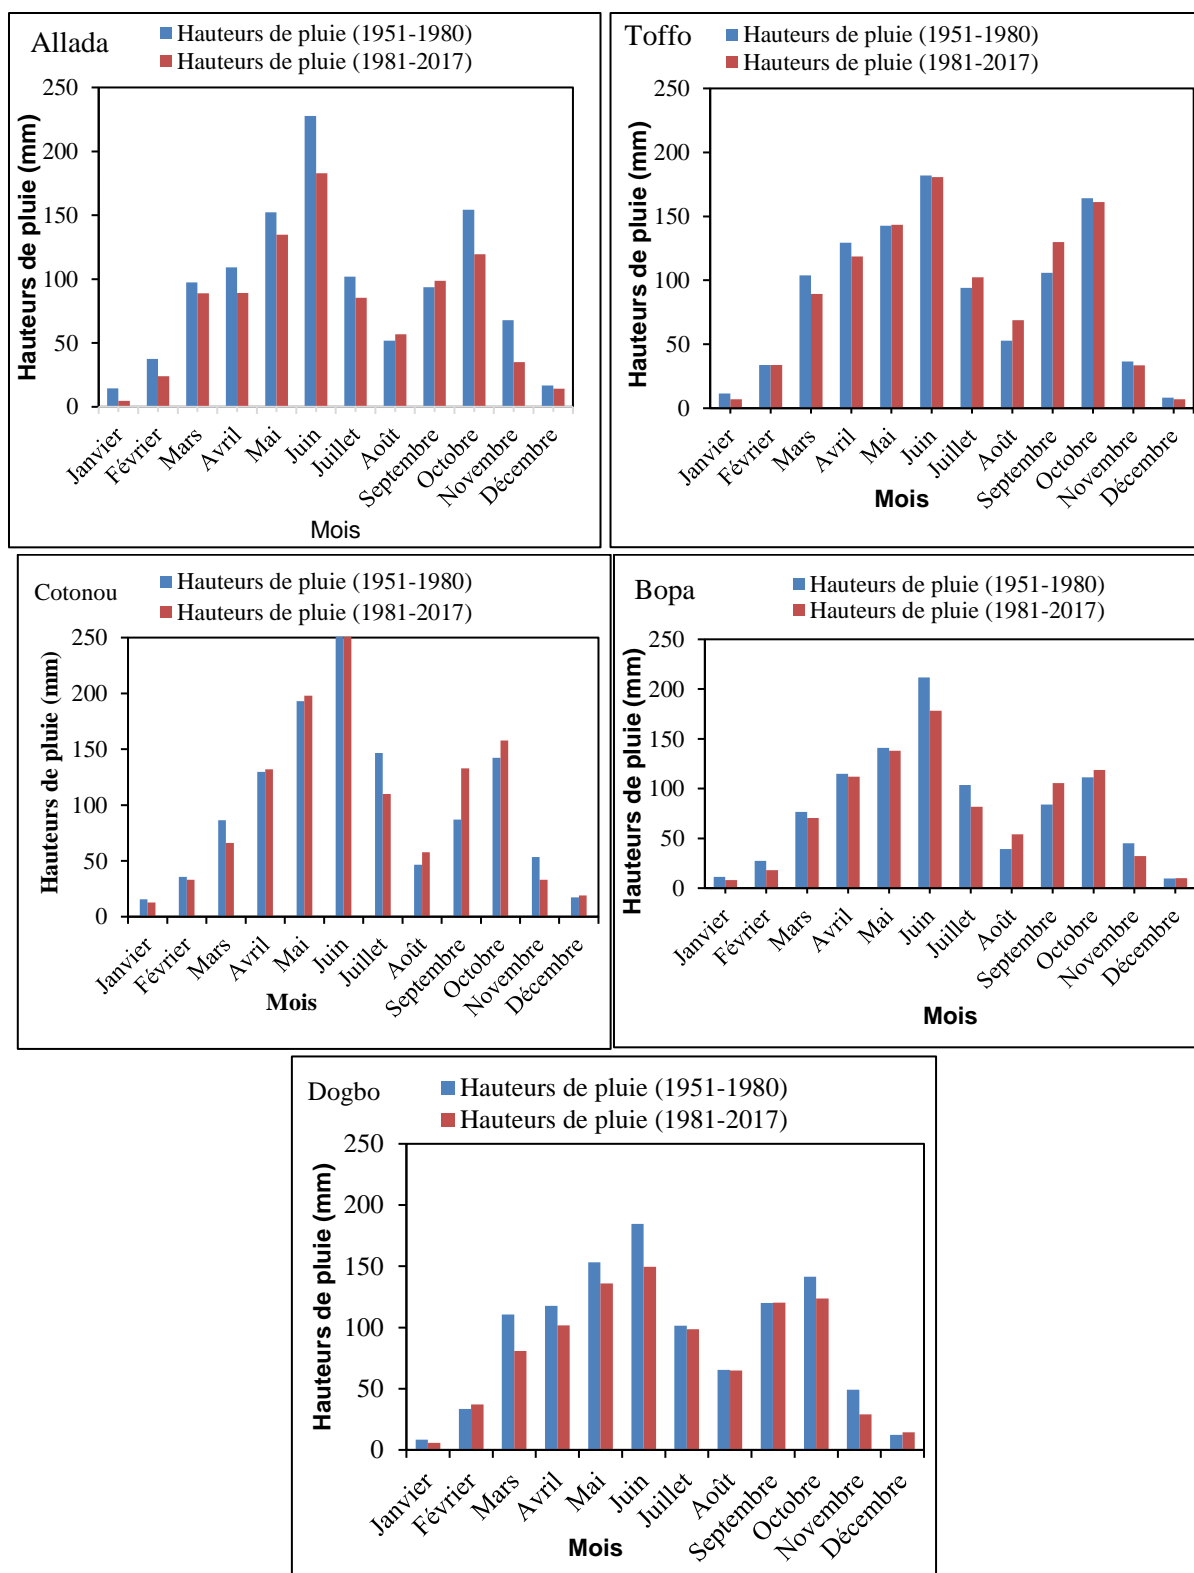 Allada
Hauteurs de pluie (1951-1980)
Hauteurs de pluie (1981-2017)
Hauteurs de pluie (mm)
250
200
150
100
50
0
Janvier
Février
Mars
Avril
Mai
Juin
Juillet
Août
Septembre
Octobre
Novembre
Décembre
Mois
Toffo
Hauteurs de pluie (1951-1980)
Hauteurs de pluie (1981-2017)
Hauteurs de pluie (mm)
250
200
150
100
50
0
Janvier
Février
Mars
Avril
Mai
Juin
Juillet
Août
Septembre
Octobre
Novembre
Décembre
Mois
Cotonou
Hauteurs de pluie (1951-1980)
Hauteurs de pluie (1981-2017)
Hauteurs de pluie (mm)
250
200
150
100
50
0
Janvier
Février
Mars
Avril
Mai
Juin
Juillet
Août
Septembre
Octobre
Novembre
Décembre
Mois
Bopa
Hauteurs de pluie (1951-1980)
Hauteurs de pluie (1981-2017)
Hauteurs de pluie (mm)
250
200
150
100
50
0
Janvier
Février
Mars
Avril
Mai
Juin
Juillet
Août
Septembre
Octobre
Novembre
Décembre
Mois
Dogbo
Hauteurs de pluie (1951-1980)
Hauteurs de pluie (1981-2017)
Hauteurs de pluie (mm)
250
200
150
100
50
0
Janvier
Février
Mars
Avril
Mai
Juin
Juillet
Août
Septembre
Octobre
Novembre
Décembre
Mois